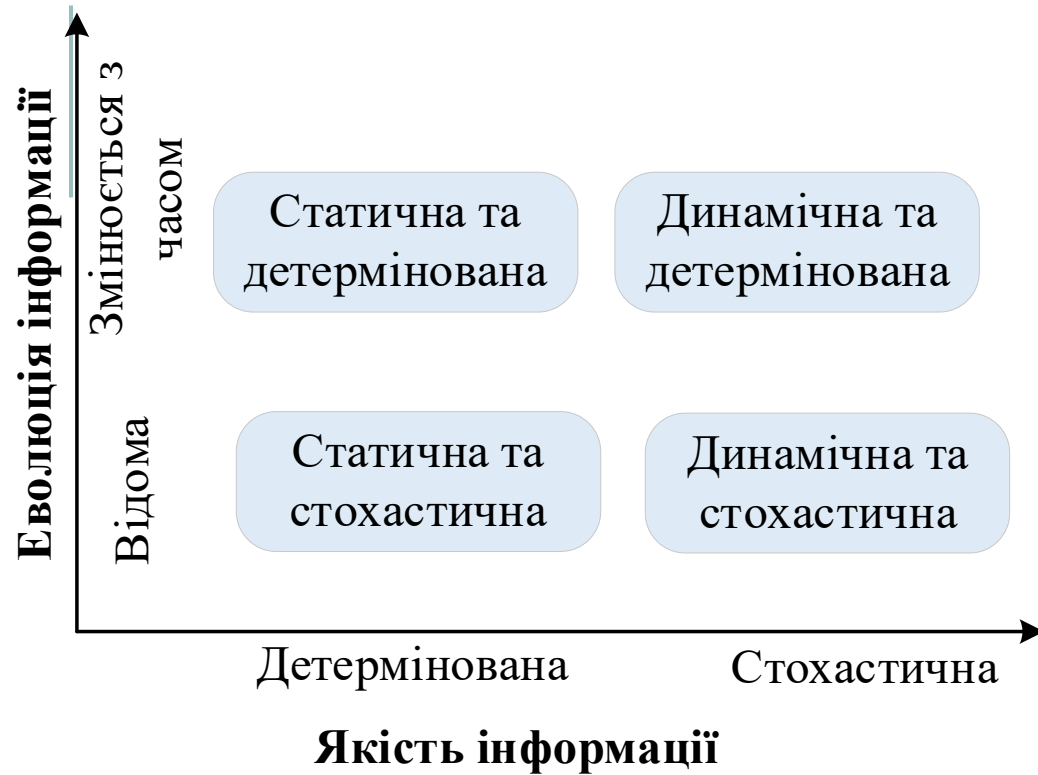 Еволюція інформації
Змінюється з
часом
Відома
Статична та
детермінована
Динамічна та
детермінована
Статична та
стохастична
Динамічна та
стохастична
Детермінована
Стохастична
Якість інформації